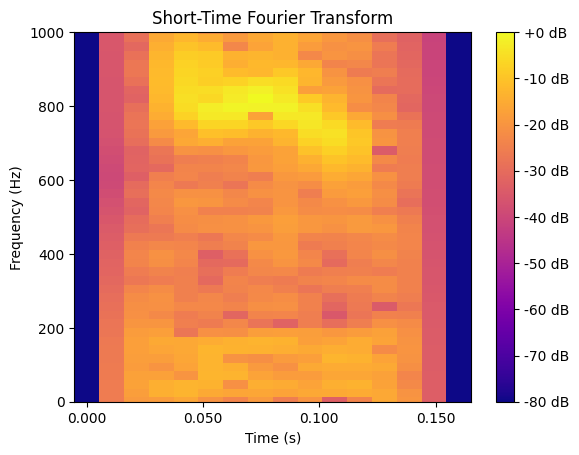 Short-Time Fourier Transform
1000
800
600
400
200
0
Frequency (Hz)
0.000
0.050
0.100
0.150
Time (s)
+0 dB
-10 dB
-20 dB
-30 dB
-40 dB
-50 dB
-60 dB
-70 dB
-80 dB